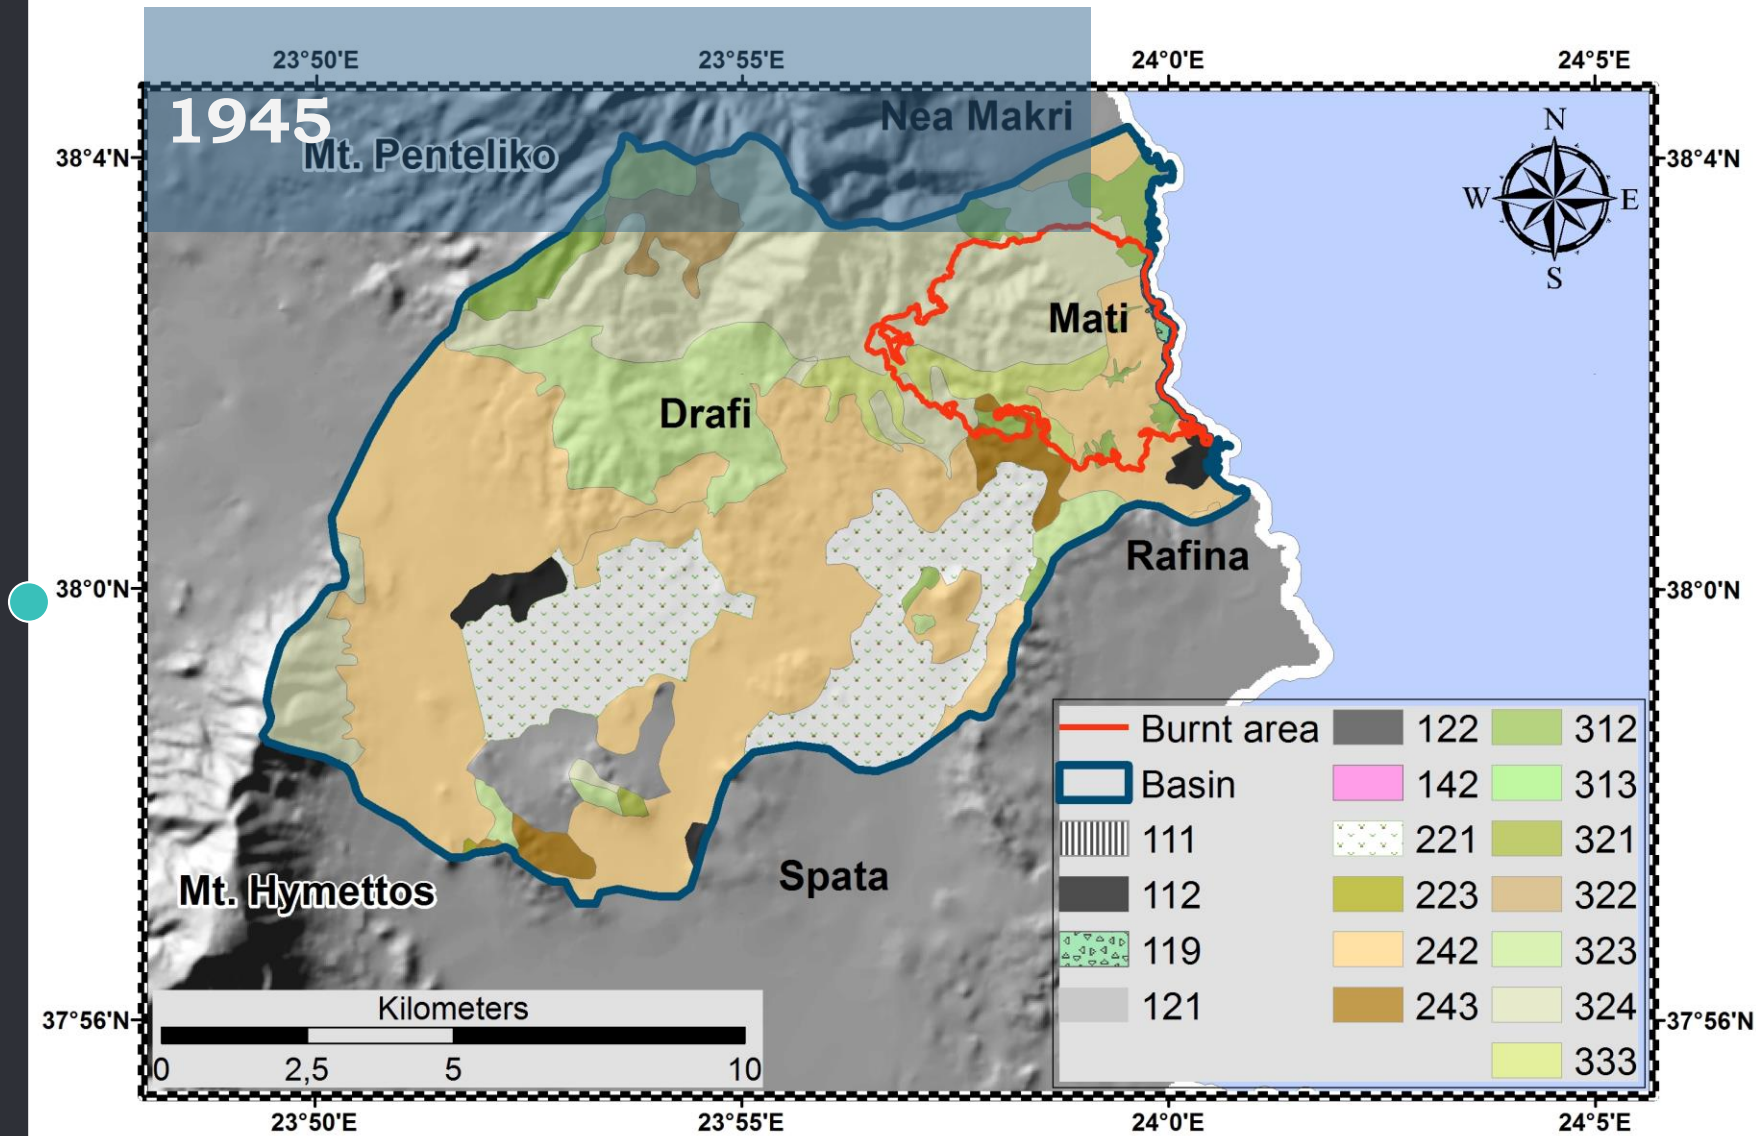 23°50'E 23°55'E 24°0'E 24°5'E
1945
Nea Makri
Mt. Penteliko
38°4'N 38°4'N
N
W E
S
Mati
Drafi
Rafina
38°0'N 38°0'N
Spata
Mt. Hymettos
Burnt area 122 312
Basin 142 313
111 221 321
112 223 322
119 242 323
121 243 324
333
Kilometers
0 2,5 5 10
37°56'N 37°56'N
23°50'E 23°55'E 24°0'E 24°5'E